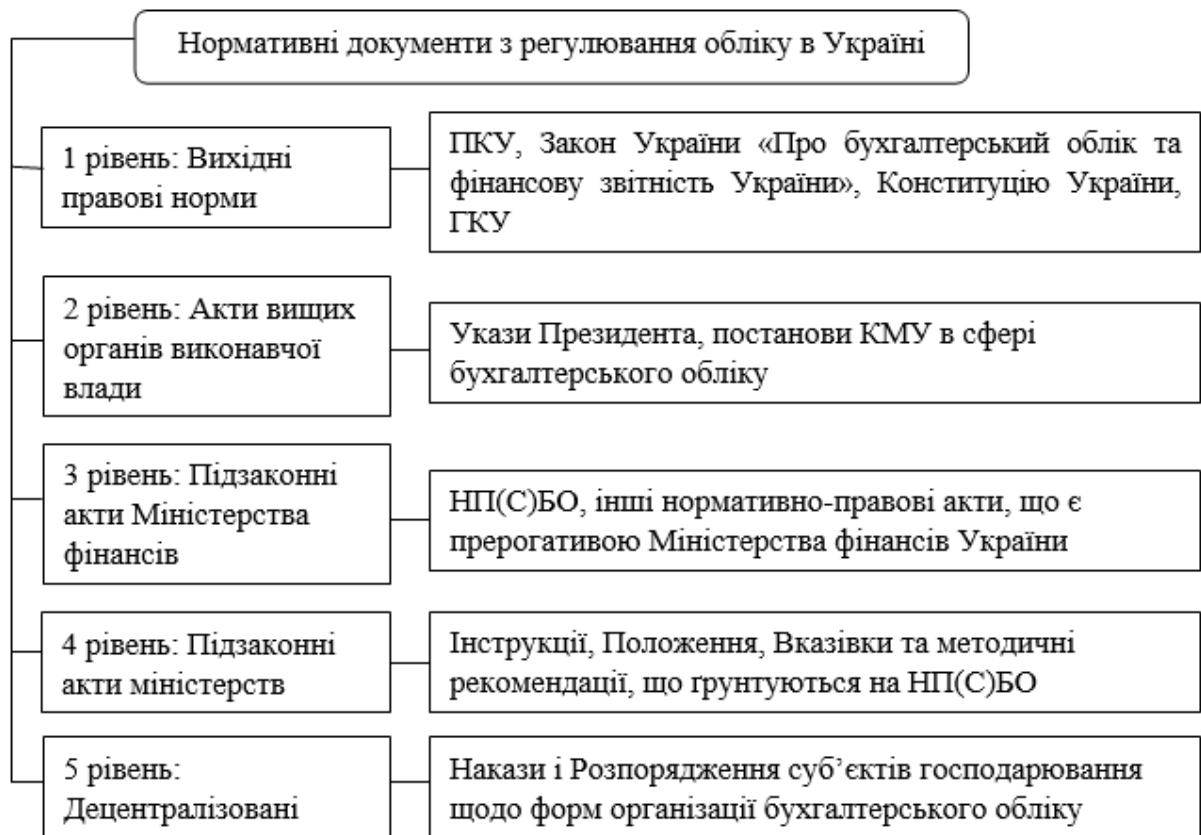 Нормативні документи з регулювання обліку в Україні
1 рівень: Вихідні
правові норми
ПКУ, Закон України «Про бухгалтерський облік та
фінансову звітність України», Конституцію України,
ГКУ
2 рівень: Акти вищих
органів виконавчої
влади
Укази Президента, постанови КМУ в сфері
бухгалтерського обліку
3 рівень: Підзаконні
акти Міністерства
фінансів
НП(С)БО, інші нормативно-правові акти, що є
прерогативою Міністерства фінансів України
4 рівень: Підзаконні
акти міністерств
Інструкції, Положення, Вказівки та методичні
рекомендації, що ґрунтуються на НП(С)БО
5 рівень:
Децентралізовані
Накази і Розпорядження суб’єктів господарювання
щодо форм організації бухгалтерського обліку